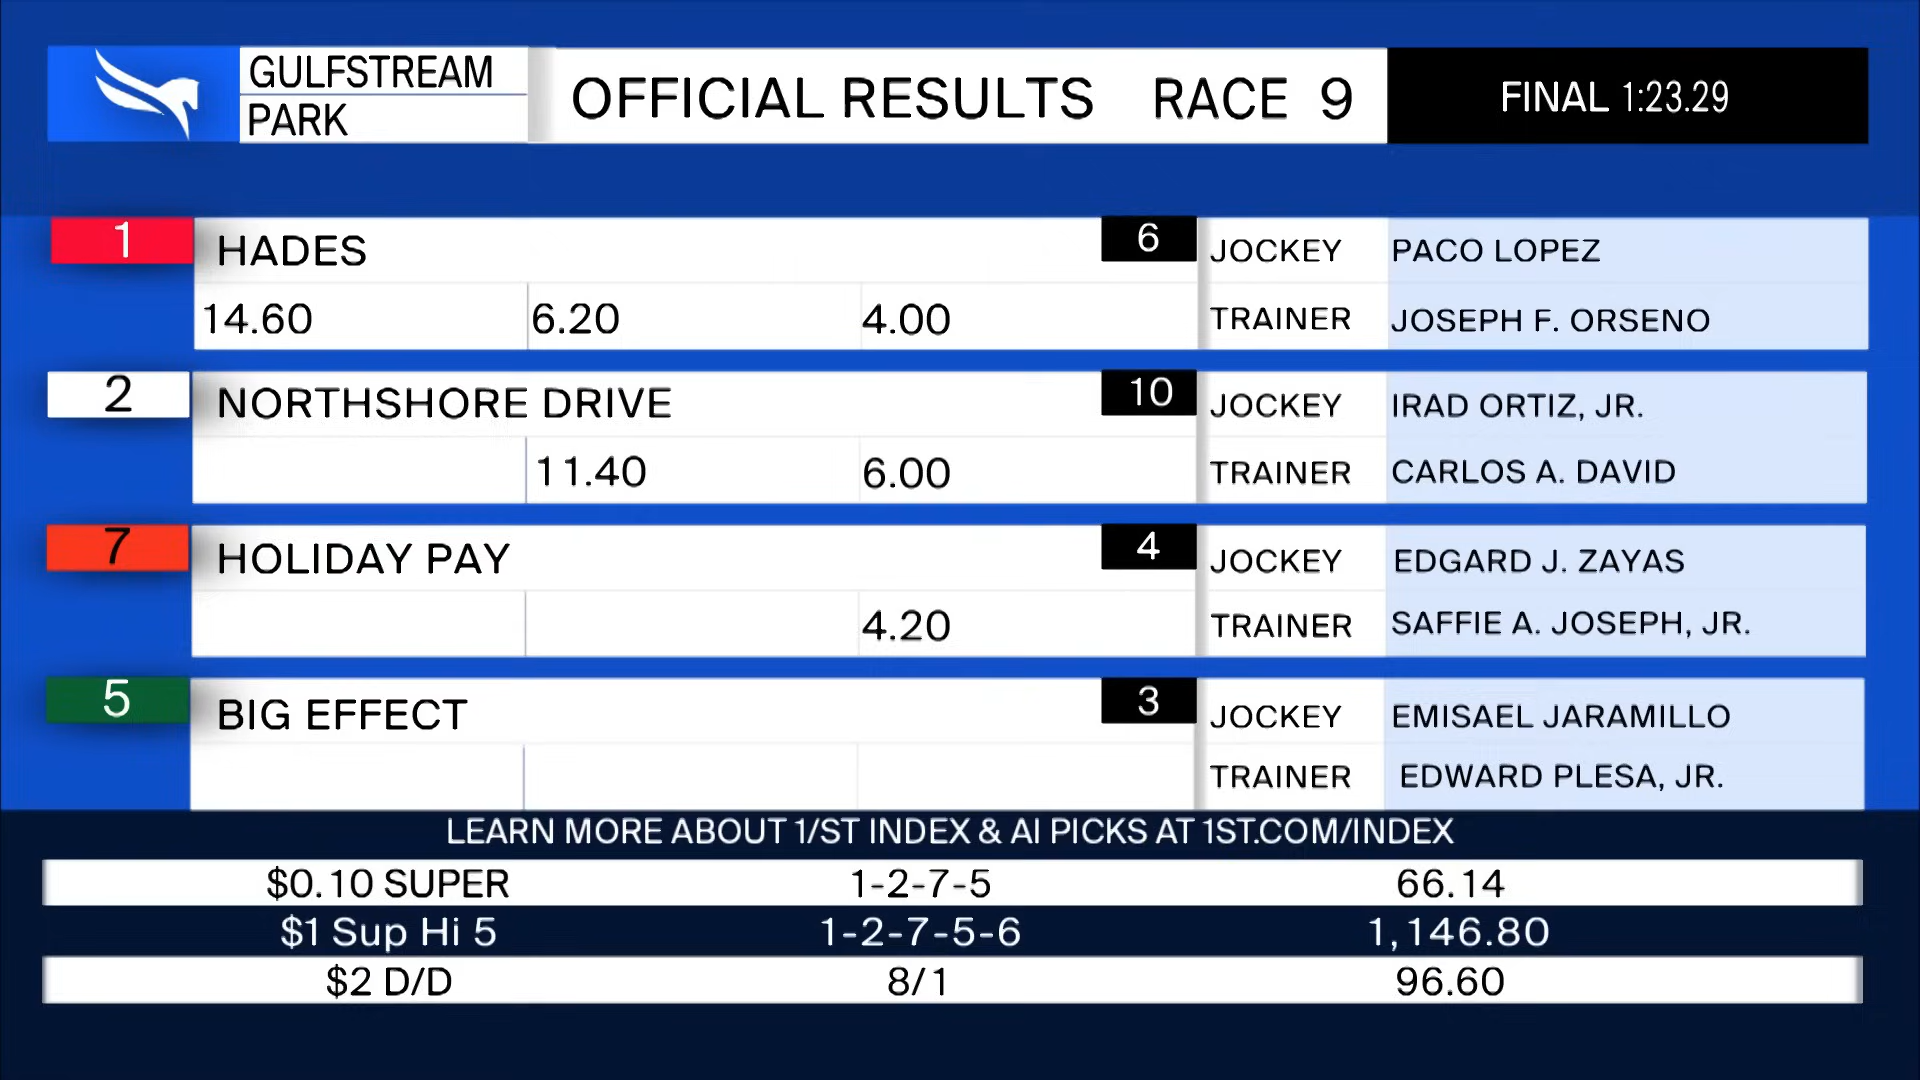 GULFSTREAM
PARK
OFFICIAL RESULTS RACE 9
FINAL 1:23.29
1 HADES 6 JOCKEY PACO LOPEZ
14.60 6.20 4.00 TRAINER JOSEPH F. ORSENO
2 NORTHSHORE DRIVE 10 JOCKEY IRAD ORTIZ, JR.
11.40 6.00 TRAINER CARLOS A. DAVID
7 HOLIDAY PAY 4 JOCKEY EDGARD J. ZAYAS
4.20 TRAINER SAFFIE A. JOSEPH, JR.
5 BIG EFFECT 3 JOCKEY EMISAEL JARAMILLO
TRAINER EDWARD PLESA, JR.
LEARN MORE ABOUT 1/ST INDEX & AI PICKS AT 1ST.COM/INDEX
$0.10 SUPER 1-2-7-5 66.14
$1 Sup Hi 5 1-2-7-5-6 1,146.80
$2 D/D 8/1 96.60